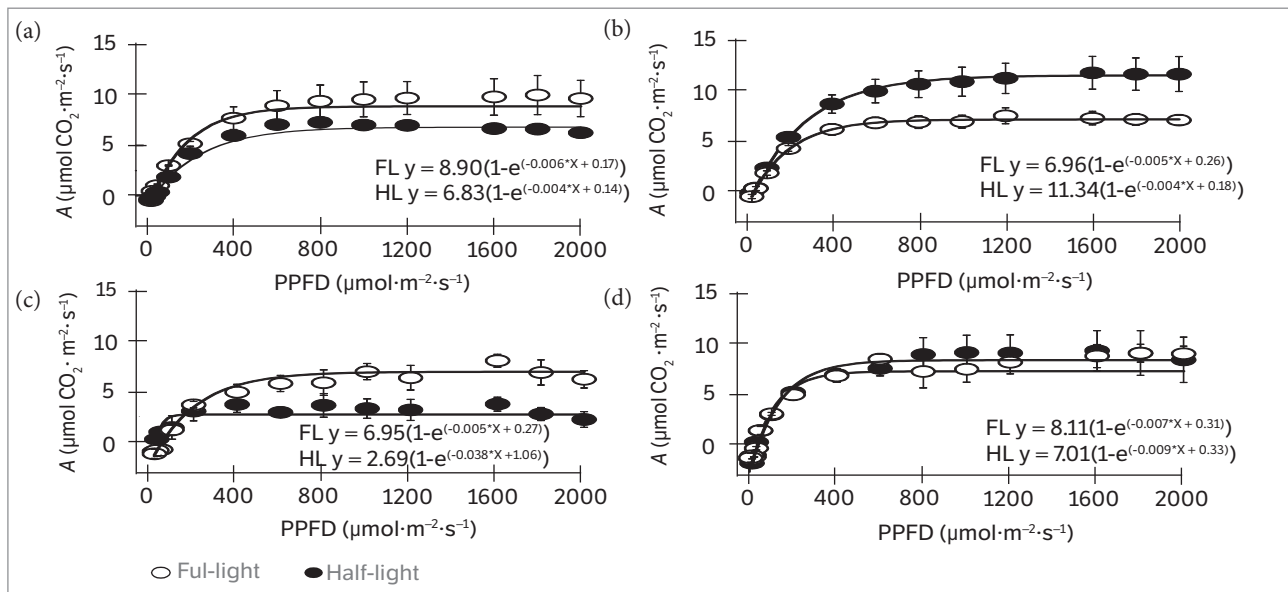 (a)
15
10
5
0
A (µmol CO₂·m⁻²·s⁻¹)
FL y = 8.90(1-e^(-0.006*X + 0.17))
HL y = 6.83(1-e^(-0.004*X + 0.14))
0 400 800 1200 1600 2000
PPFD (µmol·m⁻²·s⁻¹)
(b)
15
10
5
0
A (µmol CO₂·m⁻²·s⁻¹)
FL y = 6.96(1-e^(-0.005*X + 0.26))
HL y = 11.34(1-e^(-0.004*X + 0.18))
0 400 800 1200 1600 2000
PPFD (µmol·m⁻²·s⁻¹)
(c)
15
10
5
0
A (µmol CO₂· m⁻²·s⁻¹)
FL y = 6.95(1-e^(-0.005*X + 0.27))
HL y = 2.69(1-e^(-0.038*X +1.06))
0 400 800 1200 1600 2000
PPFD (µmol·m⁻²·s⁻¹)
(d)
15
10
5
0
A (µmol CO₂·m⁻²·s⁻¹)
FL y = 8.11(1-e^(-0.007*X + 0.31))
HL y = 7.01(1-e^(-0.009*X + 0.33))
0 400 800 1200 1600 2000
PPFD (µmol·m⁻²·s⁻¹)
Ful-light Half-light